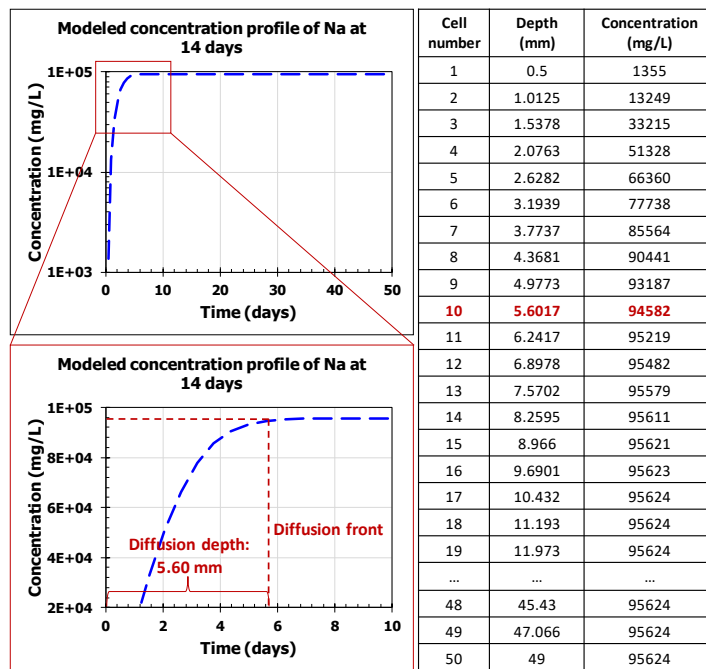 Modeled concentration profile of Na at
14 days
Concentration (mg/L)
1E+05
1E+04
1E+03
0 10 20 30 40 50
Time (days)
Modeled concentration profile of Na at
14 days
Concentration (mg/L)
1E+05
8E+04
6E+04
4E+04
2E+04
Diffusion front
Diffusion depth:
5.60 mm
0 2 4 6 8 10
Time (days)
Cell number Depth (mm) Concentration (mg/L)
1 0.5 1355
2 1.0125 13249
3 1.5378 33215
4 2.0763 51328
5 2.6282 66360
6 3.1939 77738
7 3.7737 85564
8 4.3681 90441
9 4.9773 93187
10 5.6017 94582
11 6.2417 95219
12 6.8978 95482
13 7.5702 95579
14 8.2595 95611
15 8.966 95621
16 9.6901 95623
17 10.432 95624
18 11.193 95624
19 11.973 95624
... ... ...
48 45.43 95624
49 47.066 95624
50 49 95624